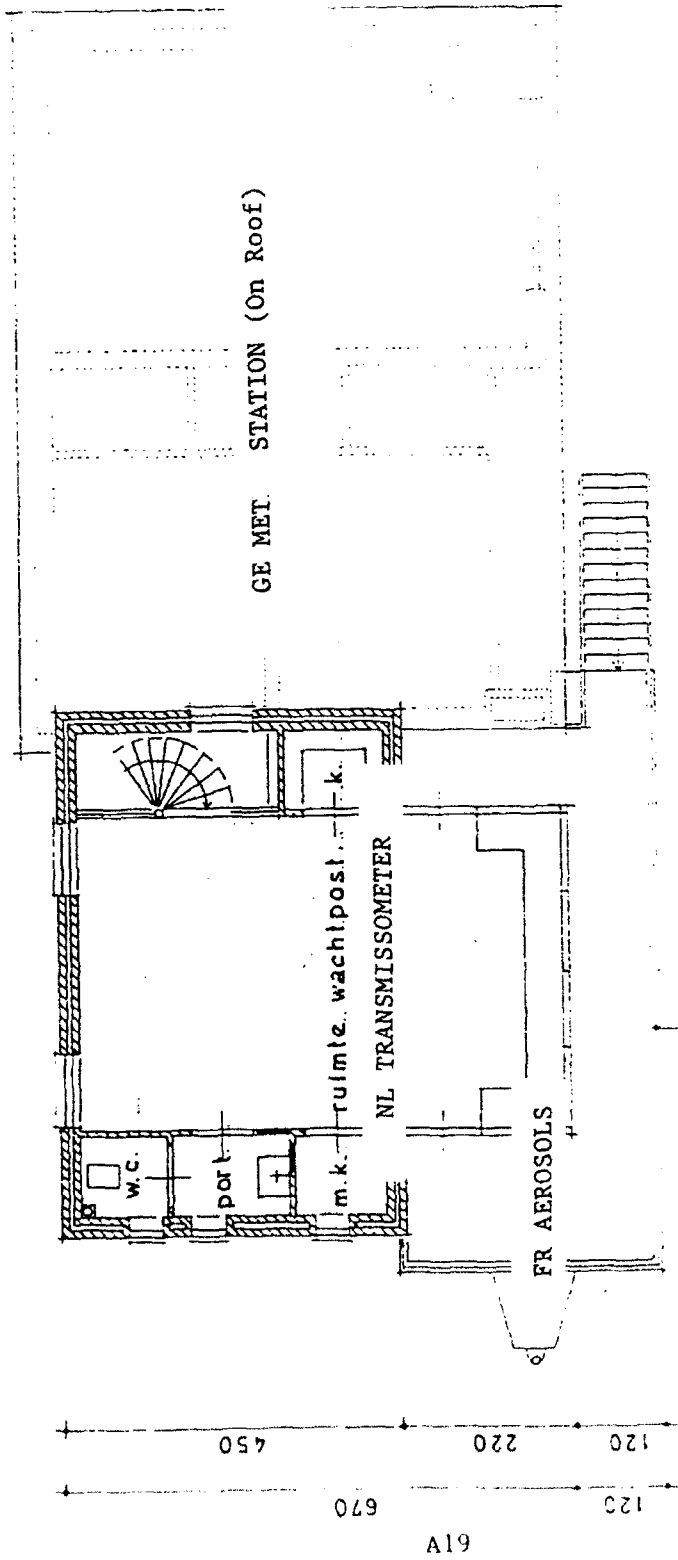 GE MET. STATION (On Roof)
w.c.
port.
m.k. ruimte wachtpost. k.
NL TRANSMISSOMETER
FR AEROSOLS
450
220
120
670
120
A19